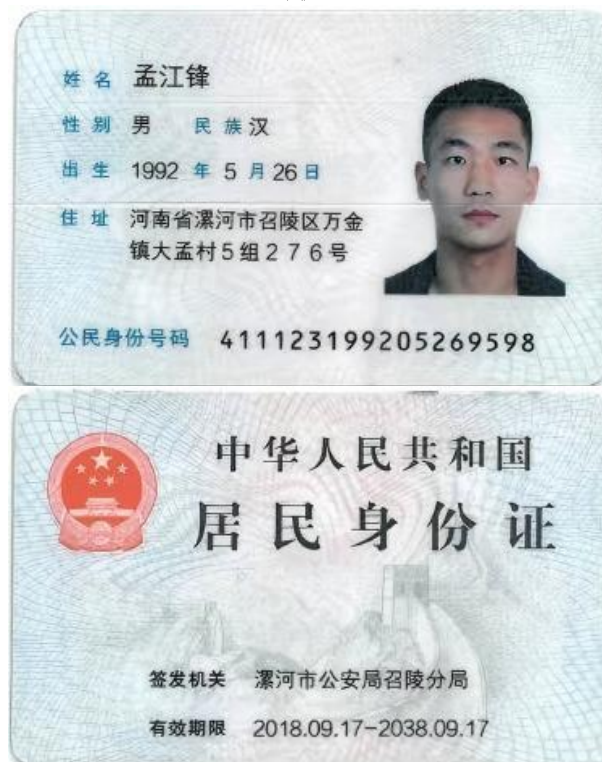 姓名 孟江锋
性别 男 民族 汉
出生 1992 年 5 月 26 日
住址 河南省漯河市召陵区万金
镇大孟村5组276号
公民身份号码 411123199205269598
中华人民共和国
居民身份证
签发机关 漯河市公安局召陵分局
有效期限 2018.09.17-2038.09.17